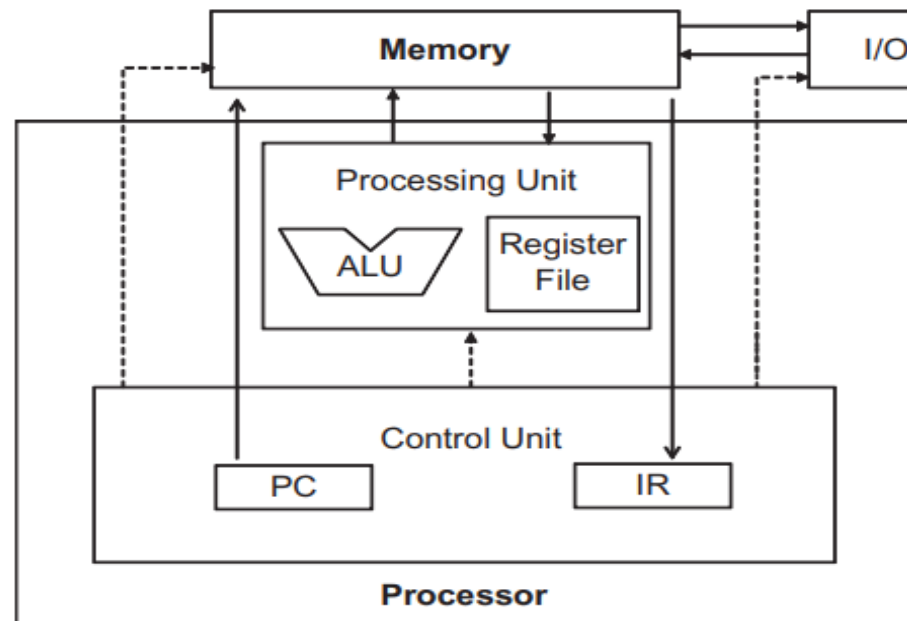 Memory
I/O
Processing Unit
ALU
Register
File
Control Unit
PC
IR
Processor